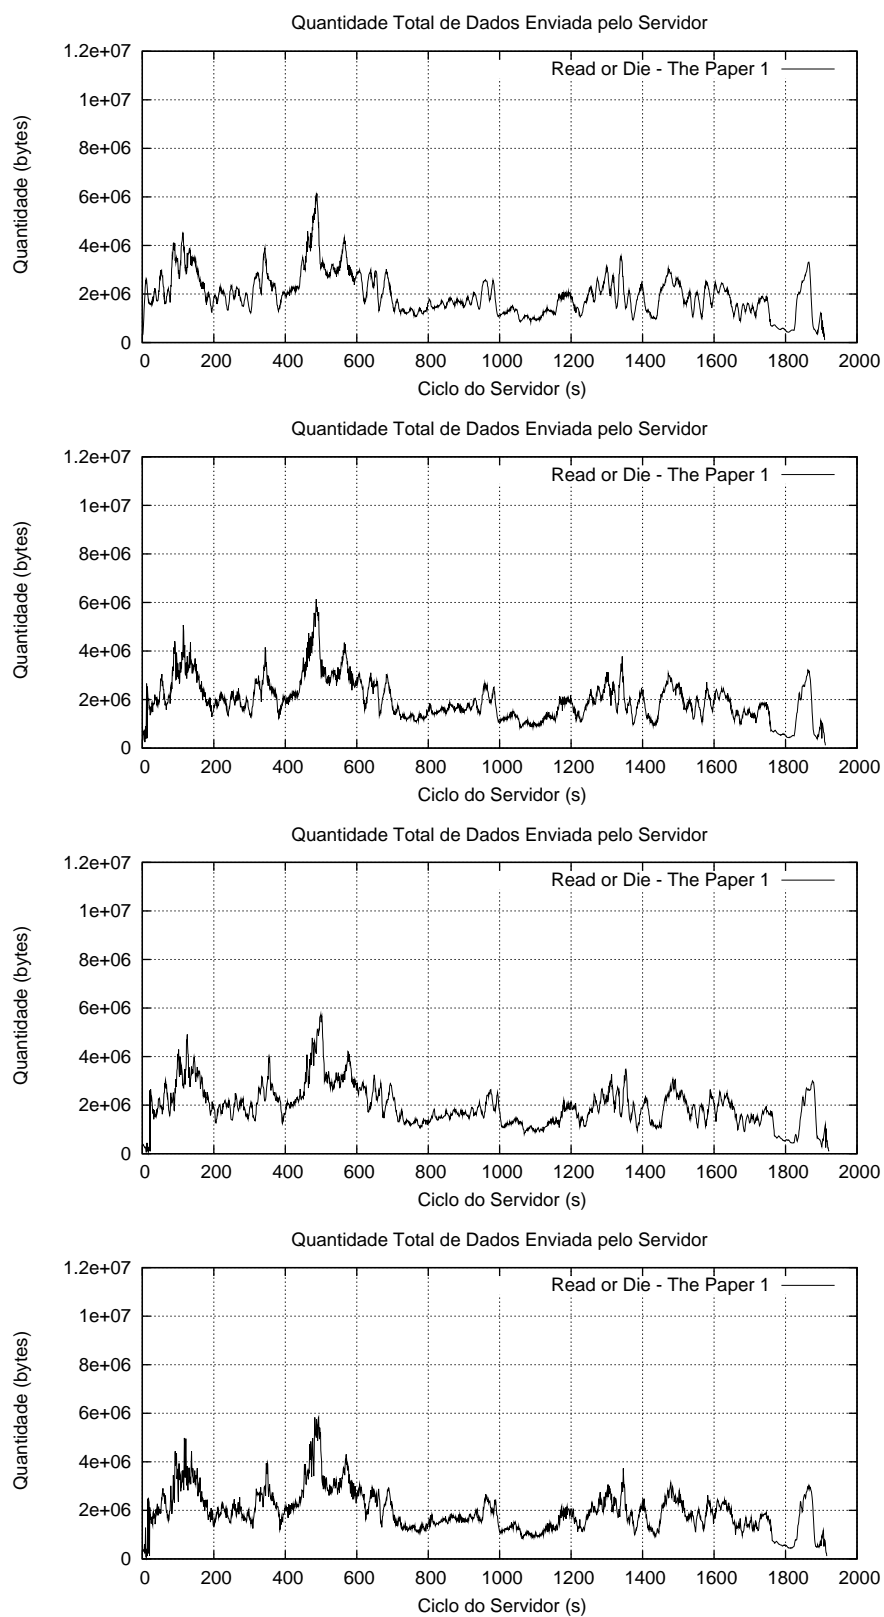 Quantidade Total de Dados Enviada pelo Servidor
1.2e+07
Read or Die - The Paper 1
1e+07
8e+06
Quantidade (bytes)
6e+06
4e+06
2e+06
0
0 200 400 600 800 1000 1200 1400 1600 1800 2000
Ciclo do Servidor (s)
Quantidade Total de Dados Enviada pelo Servidor
1.2e+07
Read or Die - The Paper 1
1e+07
8e+06
Quantidade (bytes)
6e+06
4e+06
2e+06
0
0 200 400 600 800 1000 1200 1400 1600 1800 2000
Ciclo do Servidor (s)
Quantidade Total de Dados Enviada pelo Servidor
1.2e+07
Read or Die - The Paper 1
1e+07
8e+06
Quantidade (bytes)
6e+06
4e+06
2e+06
0
0 200 400 600 800 1000 1200 1400 1600 1800 2000
Ciclo do Servidor (s)
Quantidade Total de Dados Enviada pelo Servidor
1.2e+07
Read or Die - The Paper 1
1e+07
8e+06
Quantidade (bytes)
6e+06
4e+06
2e+06
0
0 200 400 600 800 1000 1200 1400 1600 1800 2000
Ciclo do Servidor (s)